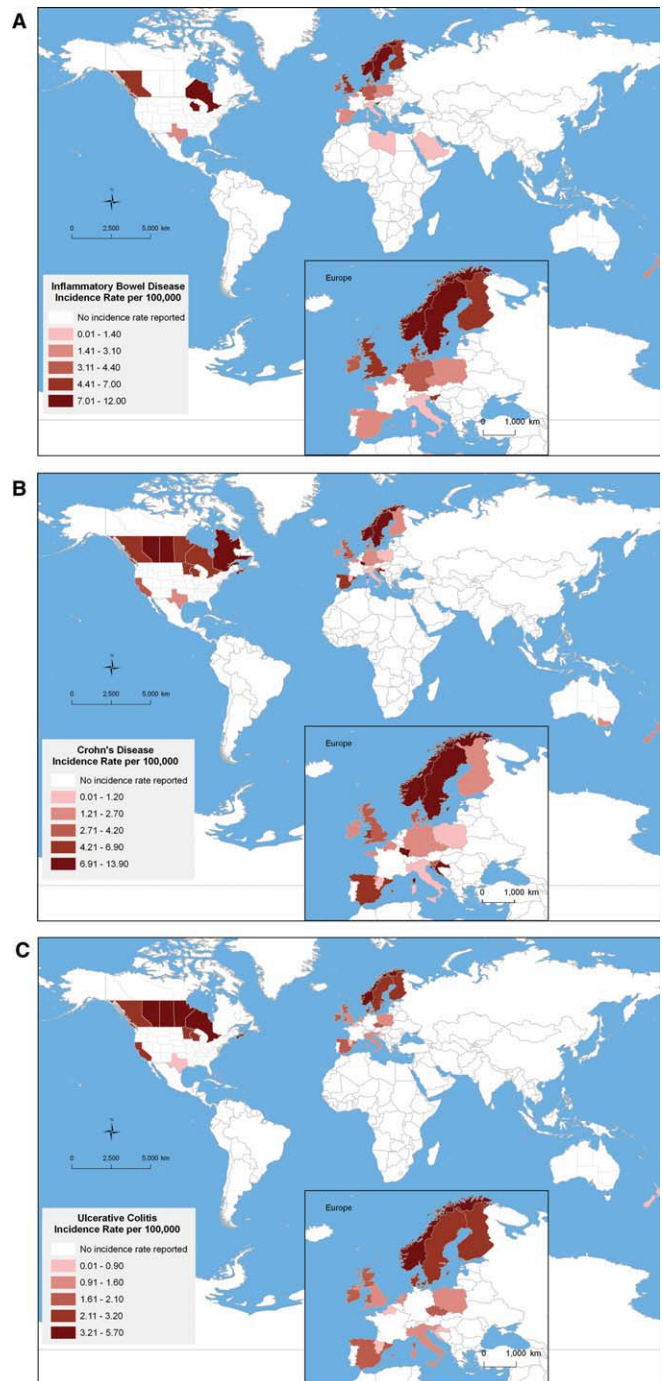 A
N
0 2,500 5,000 km
Inflammatory Bowel Disease
Incidence Rate per 100,000
No incidence rate reported
0.01 - 1.40
1.41 - 3.10
3.11 - 4.40
4.41 - 7.00
7.01 - 12.00
Europe
0 1,000 km
B
N
0 2,500 5,000 km
Crohn's Disease
Incidence Rate per 100,000
No incidence rate reported
0.01 - 1.20
1.21 - 2.70
2.71 - 4.20
4.21 - 6.90
6.91 - 13.90
Europe
0 1,000 km
C
N
0 2,500 5,000 km
Ulcerative Colitis
Incidence Rate per 100,000
No incidence rate reported
0.01 - 0.90
0.91 - 1.60
1.61 - 2.10
2.11 - 3.20
3.21 - 5.70
Europe
0 1,000 km